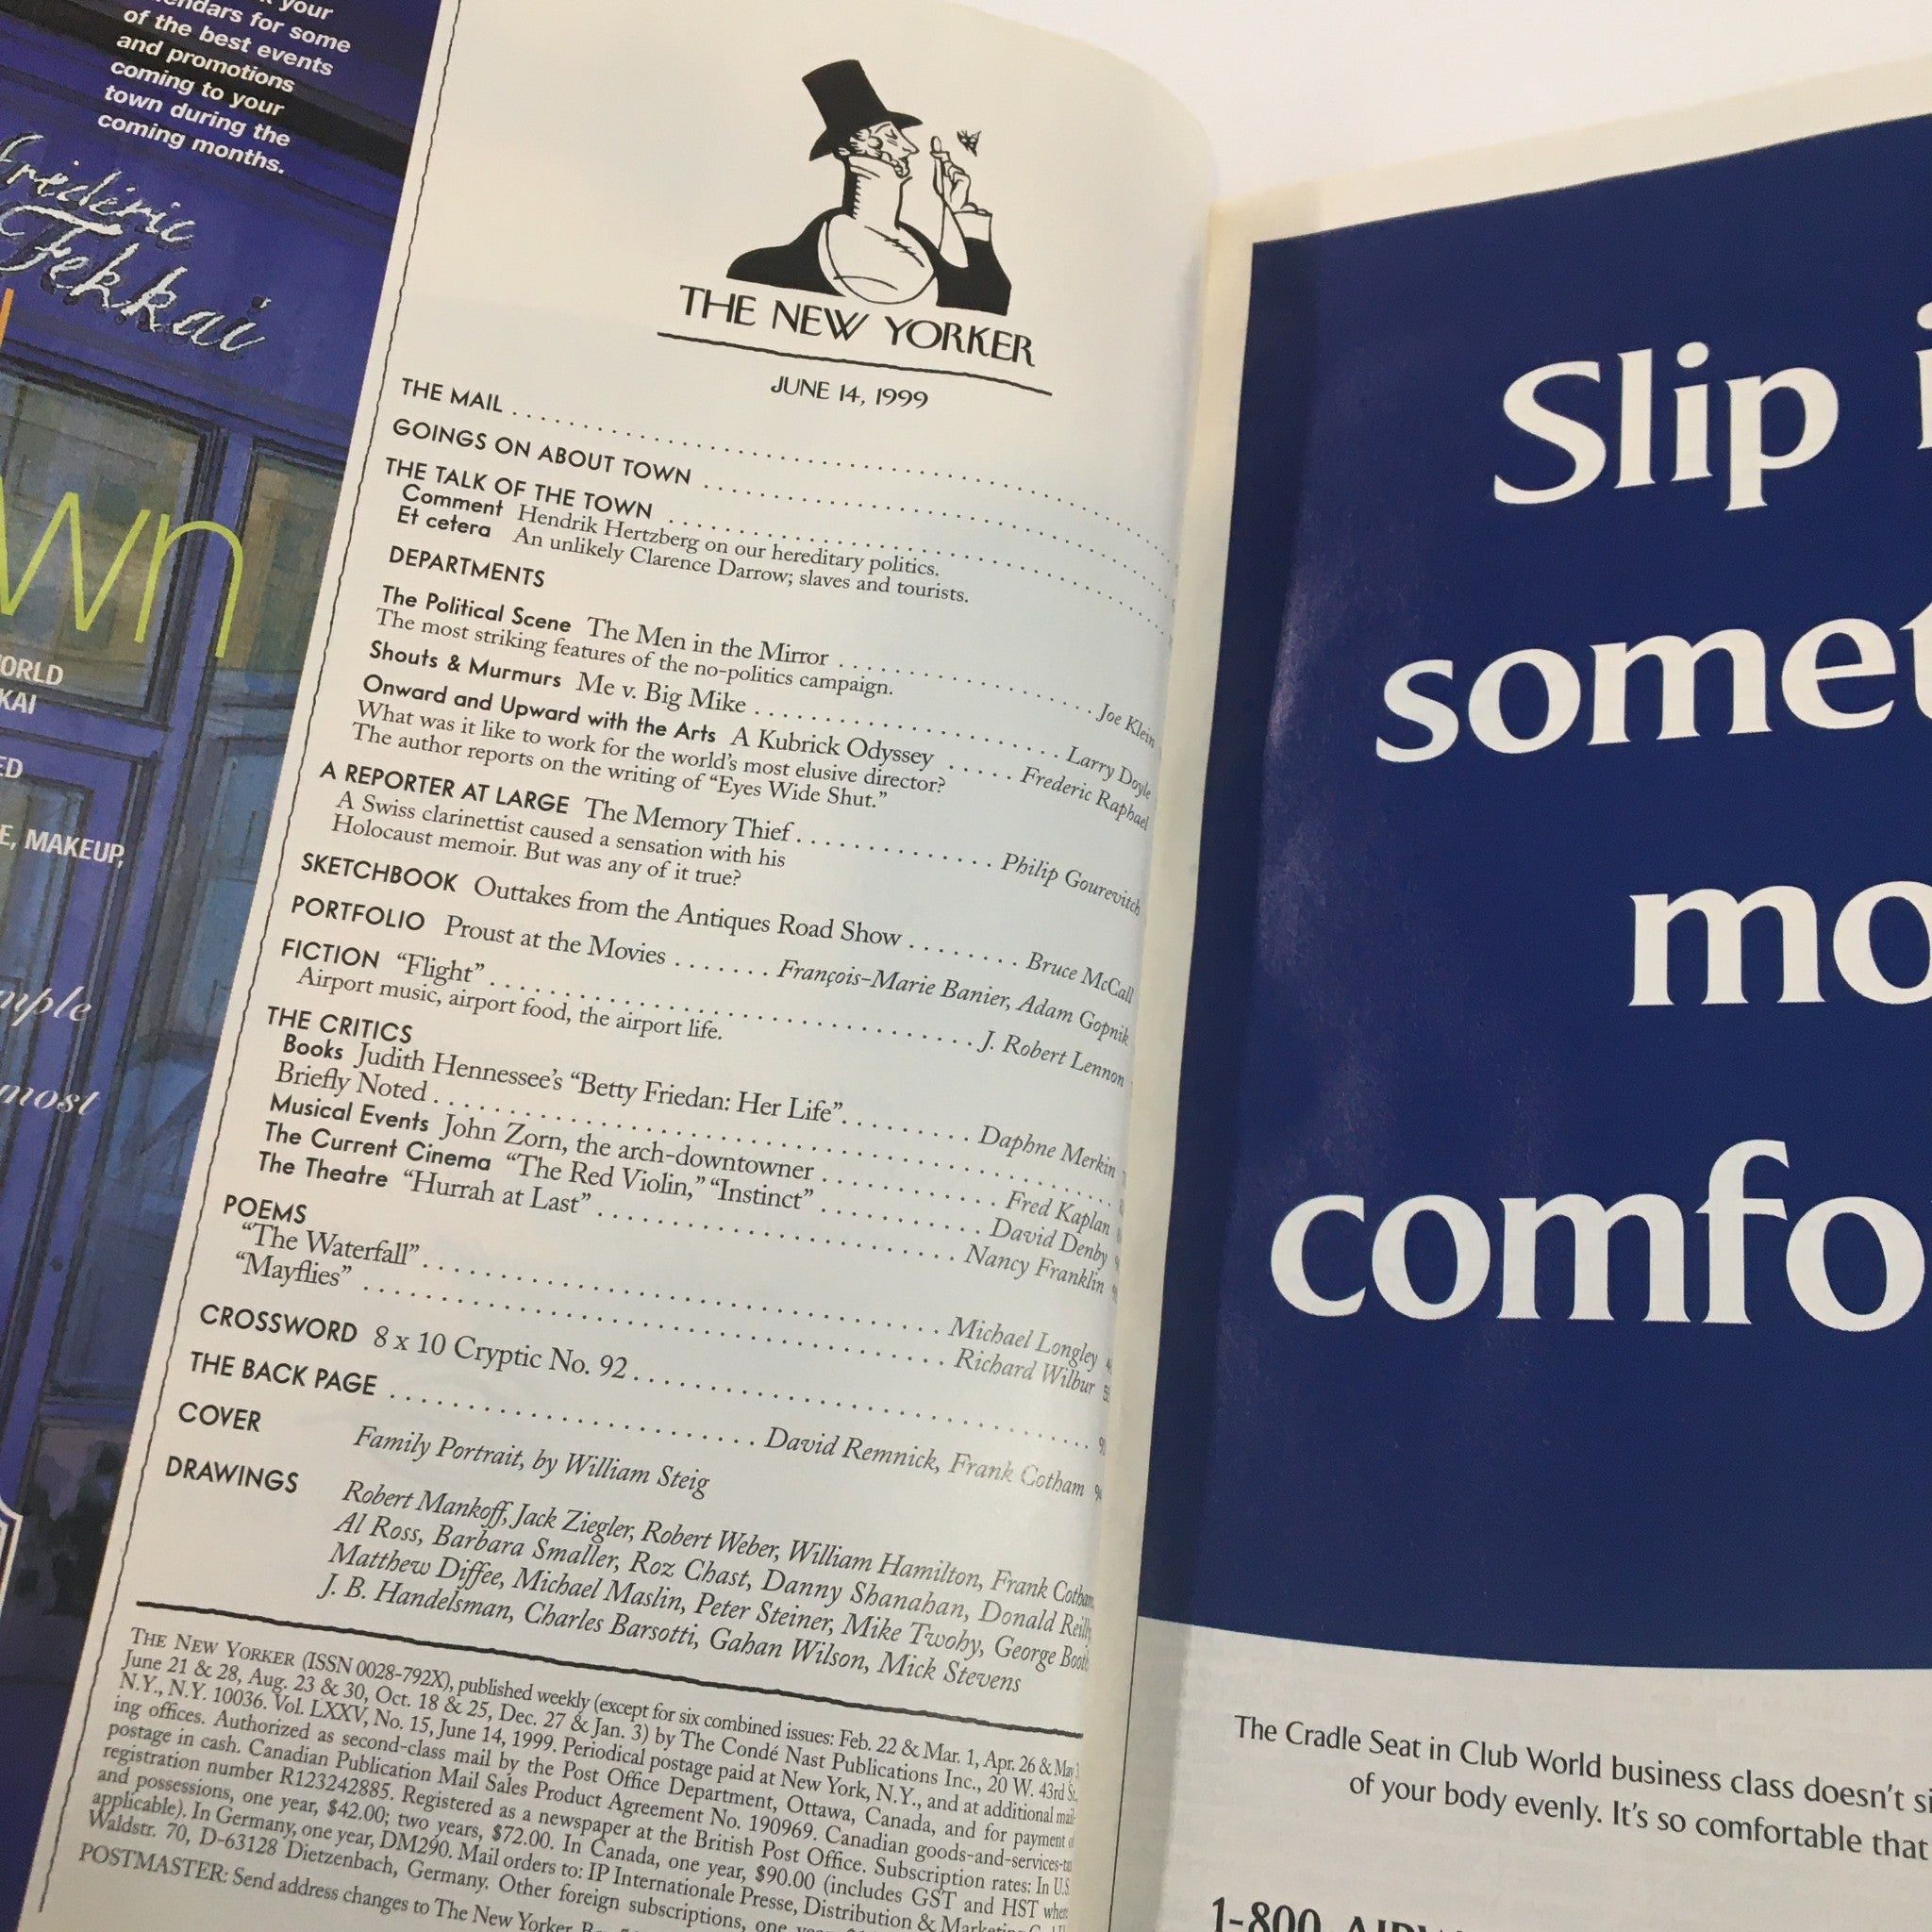 your
for some
of the best events
and promotions
coming to your
town during the
coming months.
Frédéric
Fekkai
wn
KAI
MAKEUP,
most
THE NEW YORKER
JUNE 14, 1999
THE MAIL
GOINGS ON ABOUT TOWN
THE TALK OF THE TOWN
Comment Hendrik Hertzberg on our hereditary politics.
Et cetera An unlikely Clarence Darrow; slaves and tourists.
DEPARTMENTS
The Political Scene The Men in the Mirror . . . . . Joe Klein
The most striking features of the no-politics campaign.
Shouts & Murmurs Me v. Big Mike . . . . . Larry Doyle
Onward and Upward with the Arts A Kubrick Odyssey . . . . . Frederic Raphael
What was it like to work for the world's most elusive director?
The author reports on the writing of “Eyes Wide Shut.”
A REPORTER AT LARGE The Memory Thief . . . . . Philip Gourevitch
A Swiss clarinettist caused a sensation with his
Holocaust memoir. But was any of it true?
SKETCHBOOK Outtakes from the Antiques Road Show . . . . . Bruce McCall
PORTFOLIO Proust at the Movies . . . . . François-Marie Banier, Adam Gopnik
FICTION “Flight” . . . . . J. Robert Lennon
Airport music, airport food, the airport life.
THE CRITICS
Books Judith Hennessee's “Betty Friedan: Her Life” . . . . . Daphne Merkin
Briefly Noted
Musical Events John Zorn, the arch-downtowner . . . . . Fred Kaplan
The Current Cinema “The Red Violin,” “Instinct” . . . . . David Denby
The Theatre “Hurrah at Last” . . . . . Nancy Franklin
POEMS
“The Waterfall” . . . . . Michael Longley
“Mayflies” . . . . . Richard Wilbur
CROSSWORD 8 x 10 Cryptic No. 92
THE BACK PAGE . . . . . David Remnick, Frank Cotham
COVER Family Portrait, by William Steig
DRAWINGS Robert Mankoff, Jack Ziegler, Robert Weber, William Hamilton, Frank Cotham,
Al Ross, Barbara Smaller, Roz Chast, Danny Shanahan, Donald Reilly,
Matthew Diffee, Michael Maslin, Peter Steiner, Mike Twohy, George Booth,
J. B. Handelsman, Charles Barsotti, Gahan Wilson, Mick Stevens
THE NEW YORKER (ISSN 0028-792X), published weekly (except for six combined issues: Feb. 22 & Mar. 1, Apr. 26 & May 3,
June 21 & 28, Aug. 23 & 30, Oct. 18 & 25, Dec. 27 & Jan. 3) by The Condé Nast Publications Inc., 20 W. 43rd St.,
N.Y., N.Y. 10036. Vol. LXXV, No. 15, June 14, 1999. Periodical postage paid at New York, N.Y., and at additional mail-
ing offices. Authorized as second-class mail by the Post Office Department, Ottawa, Canada, and for payment of
postage in cash. Canadian Publication Mail Sales Product Agreement No. 190969. Canadian goods-and-services-tax
registration number R123242885. Registered as a newspaper at the British Post Office. Subscription rates: In U.S.
and possessions, one year, $42.00; two years, $72.00. In Canada, one year, $90.00 (includes GST and HST where
applicable). In Germany, one year, DM290. Mail orders to: IP Internationale Presse, Distribution &
Waldstr. 70, D-63128 Dietzenbach, Germany. Other foreign subscriptions, one
POSTMASTER: Send address changes to The New Yorker,
Slip
mo
comfo
The Cradle Seat in Club World business class doesn't
of your body evenly. It's so comfortable that
1-800